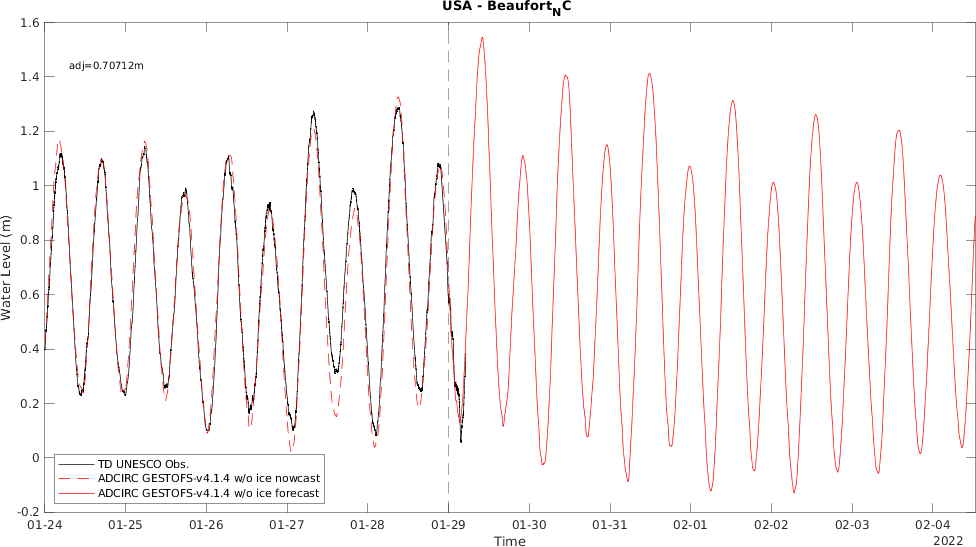 USA - Beaufort_NC
adj=0.70712m
Water Level (m)
1.6
1.4
1.2
1
0.8
0.6
0.4
0.2
0
-0.2
TD UNESCO Obs.
ADCIRC GESTOFS-v4.1.4 w/o ice nowcast
ADCIRC GESTOFS-v4.1.4 w/o ice forecast
01-24 01-25 01-26 01-27 01-28 01-29 01-30 01-31 02-01 02-02 02-03 02-04
Time
2022